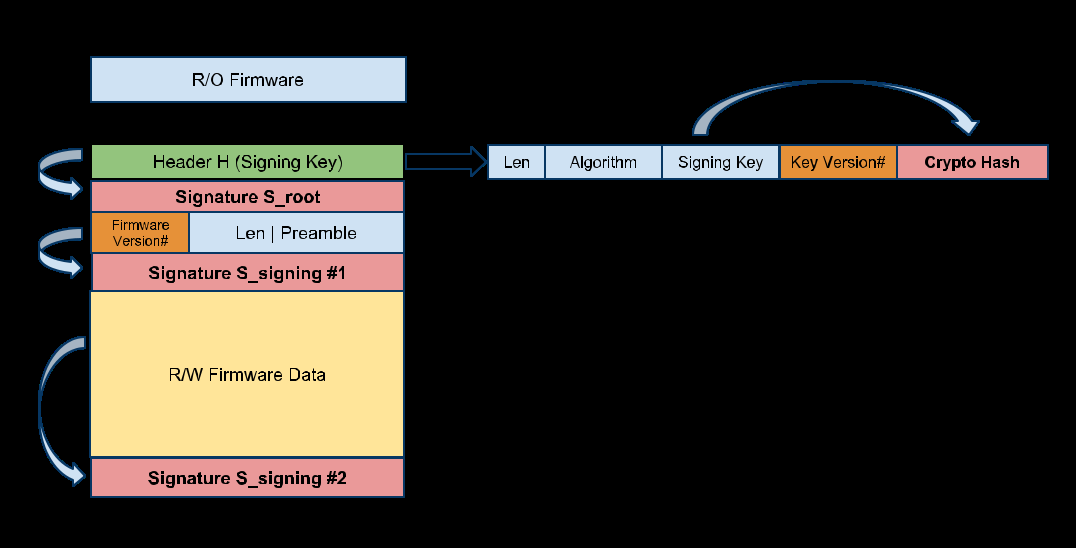 R/O Firmware
Header H (Signing Key)
Len
Algorithm
Signing Key
Key Version#
Crypto Hash
Signature S_root
Firmware
Version#
Len | Preamble
Signature S_signing #1
R/W Firmware Data
Signature S_signing #2